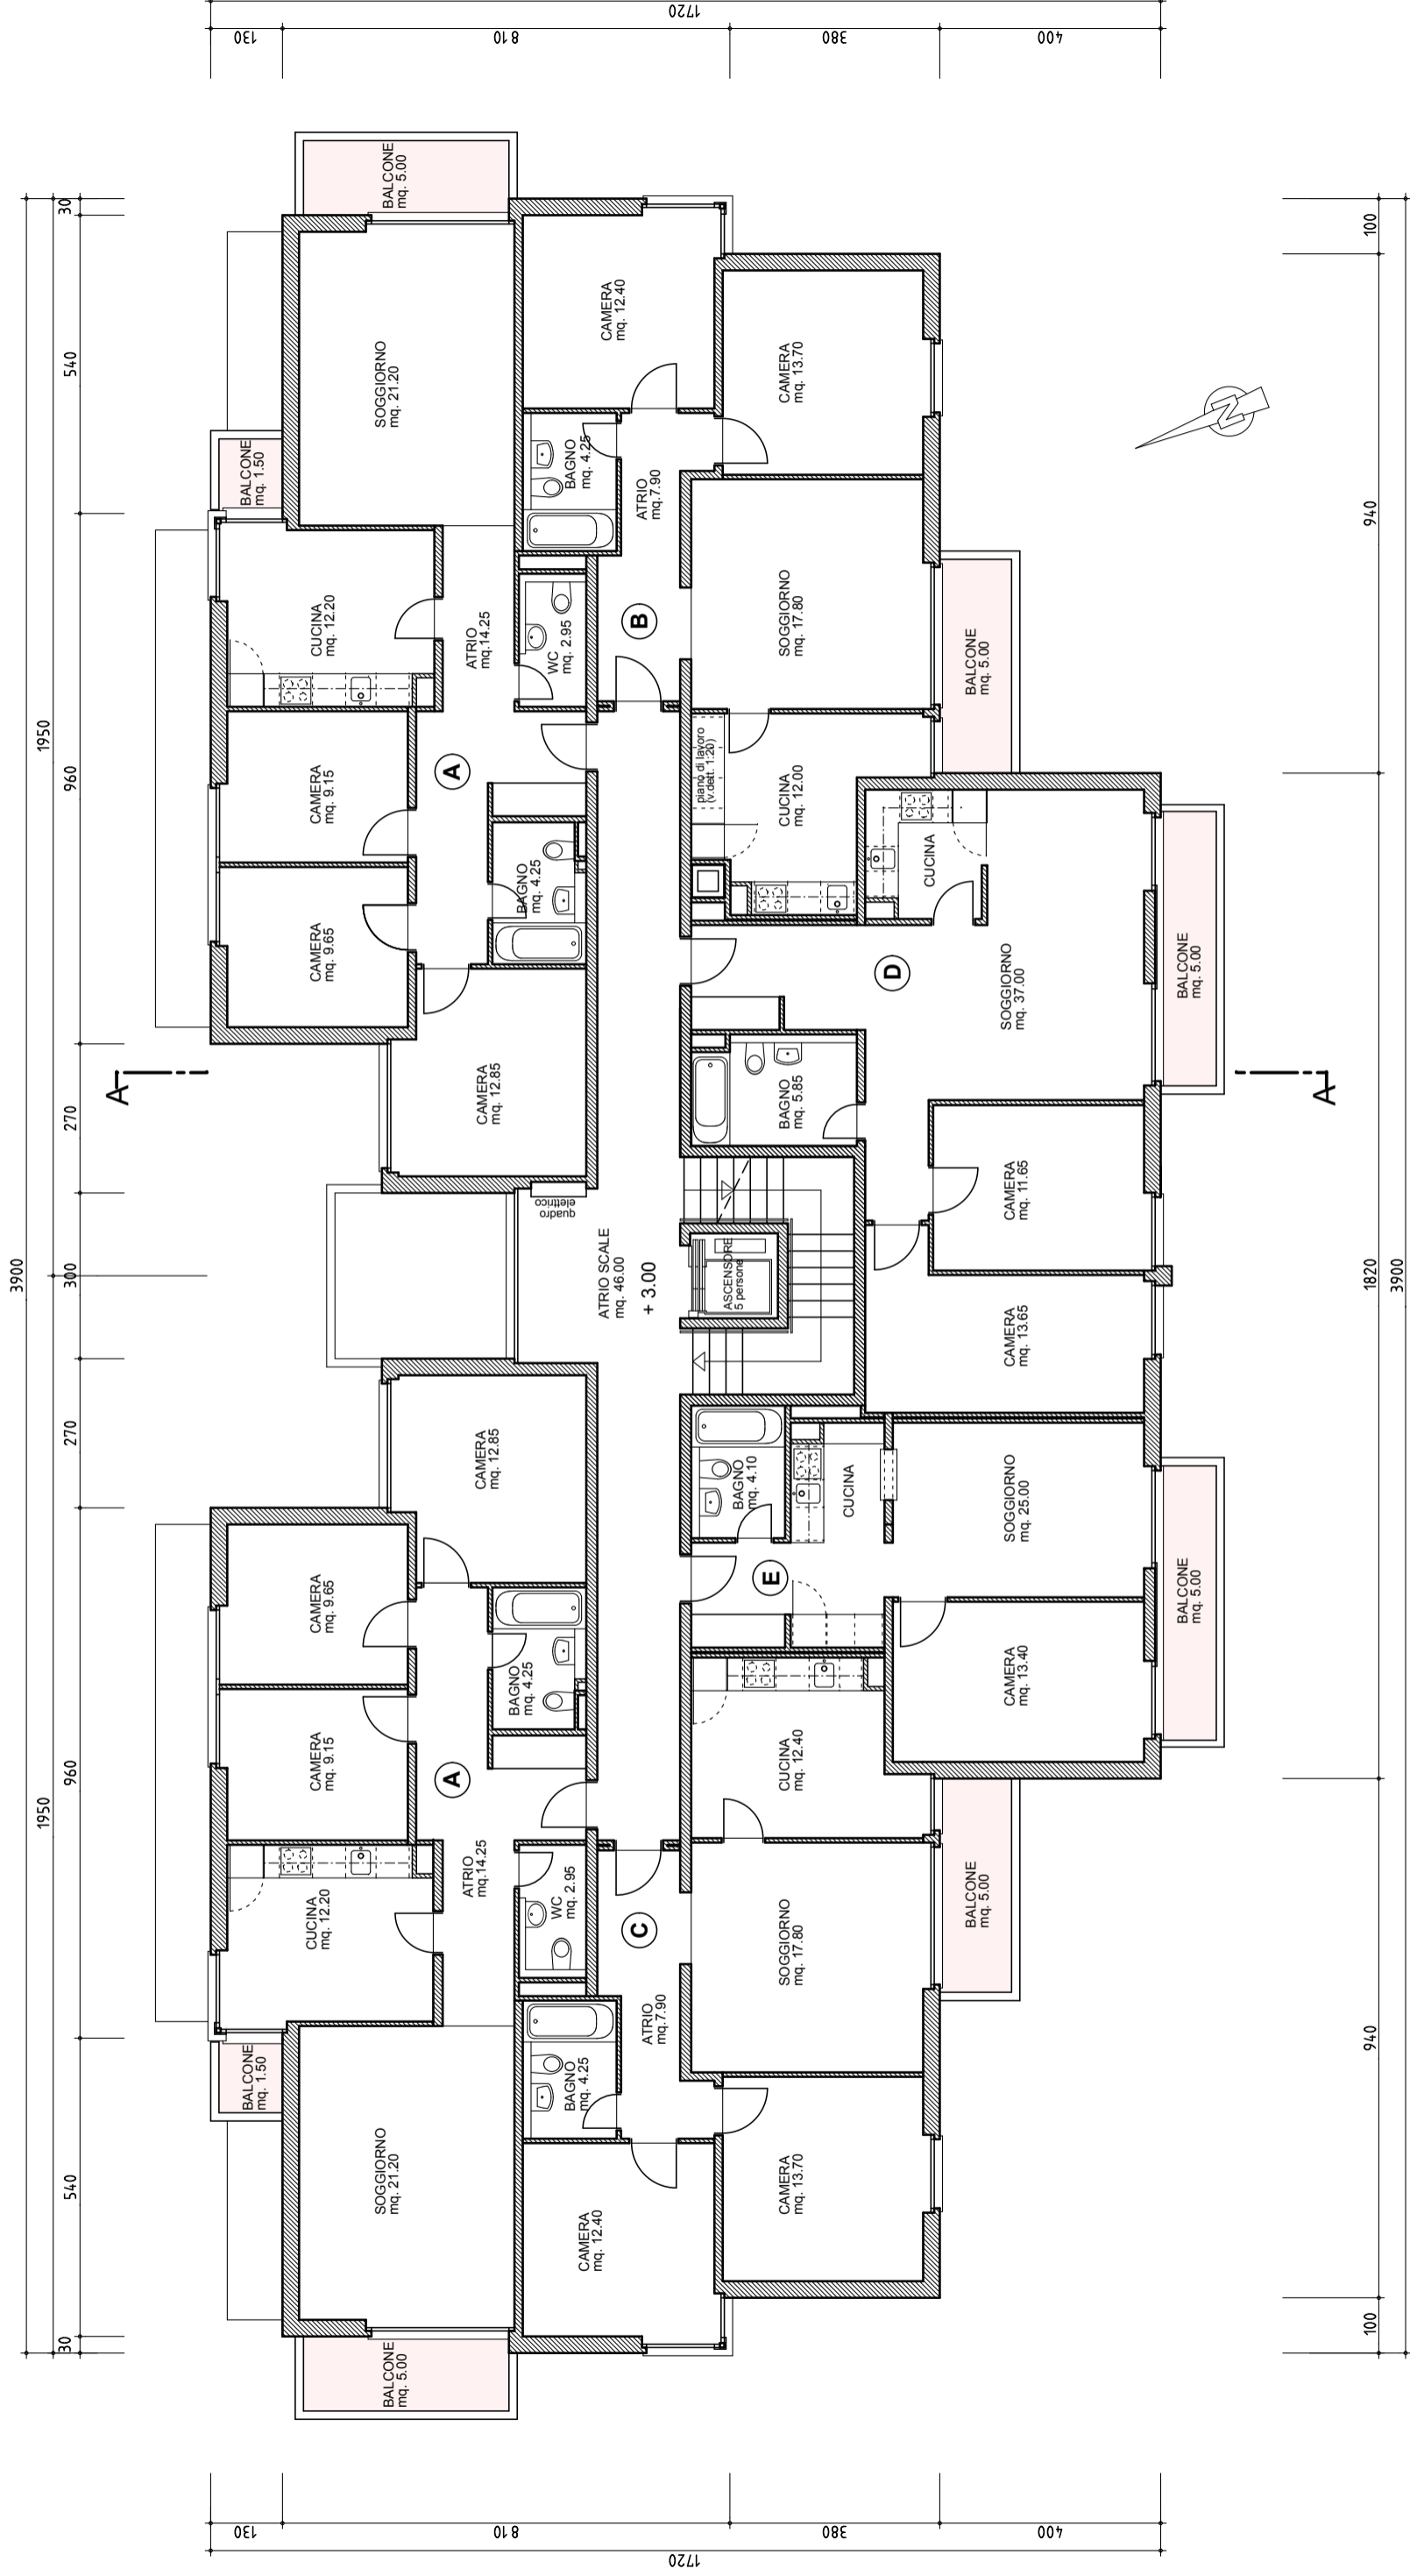 1720
130
810
380
400
3900
1950
1950
30
540
960
270
300
270
960
540
30
BALCONE
mq. 5.00
SOGGIORNO
mq. 21.20
BALCONE
mq. 1.50
CUCINA
mq. 12.20
ATRIO
mq.14.25
WC
mq. 2.95
CAMERA
mq. 9.15
A
CAMERA
mq. 9.65
BAGNO
mq. 4.25
CAMERA
mq. 12.85
CAMERA
mq. 12.40
CAMERA
mq. 13.70
BAGNO
mq. 4.25
ATRIO
mq.7.90
B
SOGGIORNO
mq. 17.80
BALCONE
mq. 5.00
piano di lavoro
(v.dett. 1:20)
CUCINA
mq. 12.00
CUCINA
D
SOGGIORNO
mq. 37.00
BALCONE
mq. 5.00
BAGNO
mq. 5.85
CAMERA
mq. 11.65
CAMERA
mq. 13.65
N
A
A
quadro
elettrico
ATRIO SCALE
mq. 46.00
+ 3.00
ASCENSORE
5 persone
CAMERA
mq. 12.85
CAMERA
mq. 9.65
CAMERA
mq. 9.15
BAGNO
mq. 4.25
A
CUCINA
mq. 12.20
ATRIO
mq.14.25
WC
mq. 2.95
BALCONE
mq. 1.50
SOGGIORNO
mq. 21.20
BALCONE
mq. 5.00
BAGNO
mq. 4.10
CUCINA
SOGGIORNO
mq. 25.00
E
CAMERA
mq. 13.40
BALCONE
mq. 5.00
CUCINA
mq. 12.40
C
SOGGIORNO
mq. 17.80
BALCONE
mq. 5.00
ATRIO
mq.7.90
BAGNO
mq. 4.25
CAMERA
mq. 12.40
CAMERA
mq. 13.70
100
940
1820
3900
940
100
130
810
380
400
1720